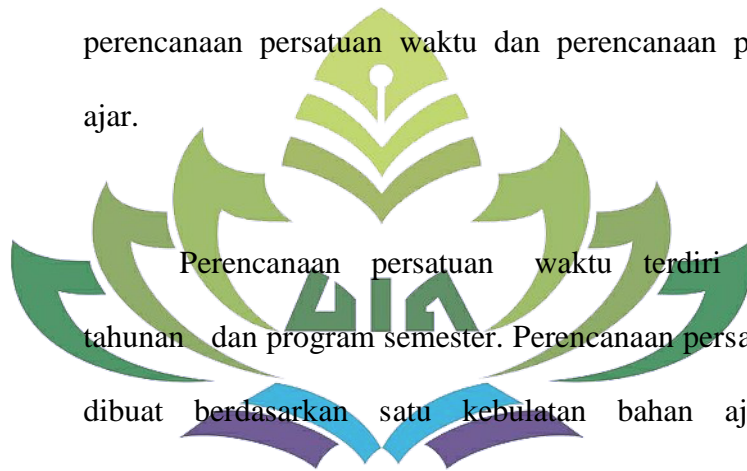 perencanaan persatuan waktu dan perencanaan p
ajar.
Perencanaan persatuan waktu terdiri
UIN
tahunan dan program semester. Perencanaan persa
dibuat berdasarkan satu kebulatan bahan aj